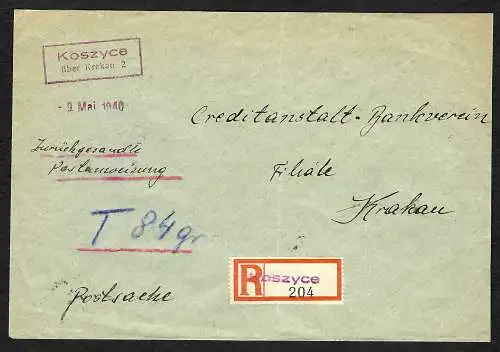 Koszyce
über Krakau 2
- 9. Mai 1940
Creditanstalt-Bankverein
Zurückgesandte
Postanweisung
Filiale
Krakau
T 84 gr
R Koszyce
204
Postsache